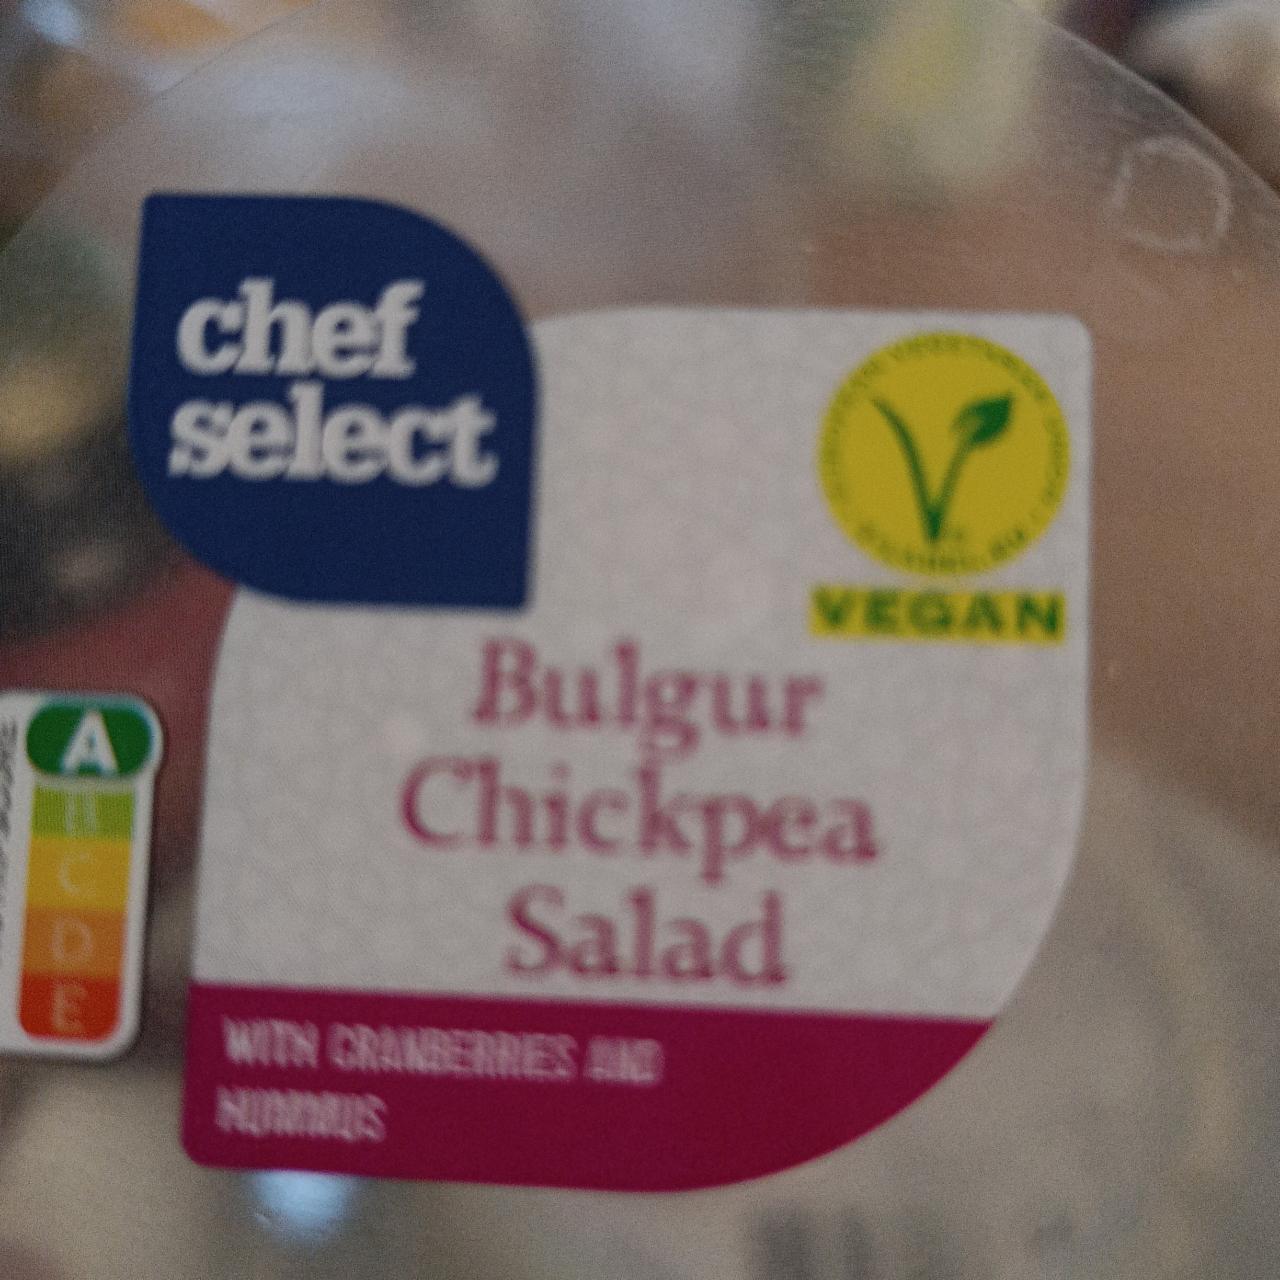 chef
select
VEGAN
Bulgur
Chickpea
Salad
WITH CRANBERRIES AND
HUMMUS
A
B
C
D
E